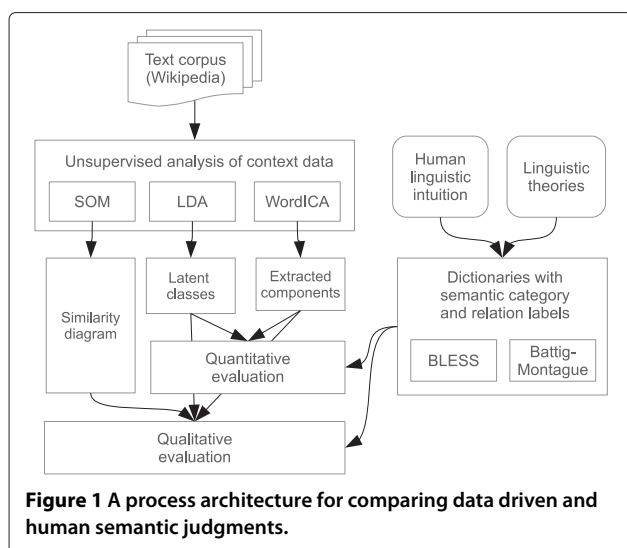 Text corpus
(Wikipedia)
Unsupervised analysis of context data
SOM
LDA
WordICA
Human
linguistic
intuition
Linguistic
theories
Similarity
diagram
Latent
classes
Extracted
components
Dictionaries with
semantic category
and relation labels
BLESS
Battig-
Montague
Quantitative
evaluation
Qualitative
evaluation
Figure 1 A process architecture for comparing data driven and
human semantic judgments.